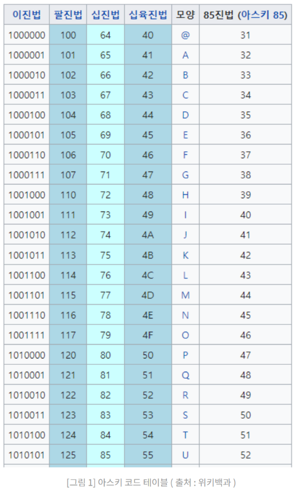 이진법 팔진법 십진법 십육진법 모양 85진법 (아스키 85)
1000000 100 64 40 @ 31
1000001 101 65 41 A 32
1000010 102 66 42 B 33
1000011 103 67 43 C 34
1000100 104 68 44 D 35
1000101 105 69 45 E 36
1000110 106 70 46 F 37
1000111 107 71 47 G 38
1001000 110 72 48 H 39
1001001 111 73 49 I 40
1001010 112 74 4A J 41
1001011 113 75 4B K 42
1001100 114 76 4C L 43
1001101 115 77 4D M 44
1001110 116 78 4E N 45
1001111 117 79 4F O 46
1010000 120 80 50 P 47
1010001 121 81 51 Q 48
1010010 122 82 52 R 49
1010011 123 83 53 S 50
1010100 124 84 54 T 51
1010101 125 85 55 U 52
[그림 1] 아스키 코드 테이블 ( 출처 : 위키백과 )